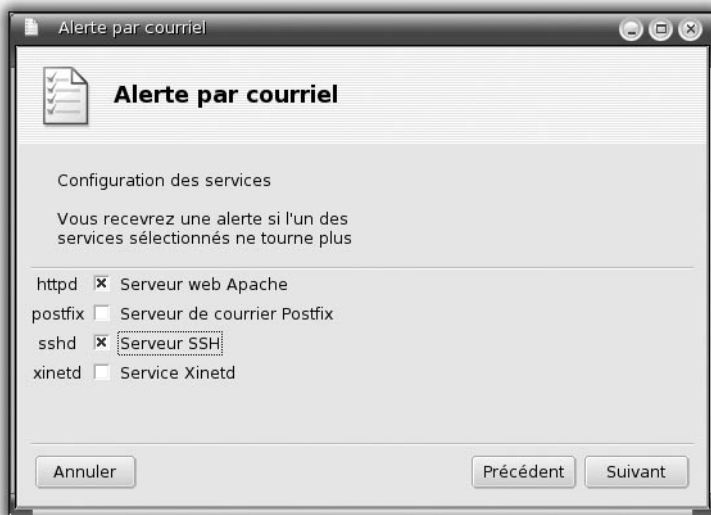 Alerte par courriel
Alerte par courriel
Configuration des services
Vous recevrez une alerte si l'un des
services sélectionnés ne tourne plus
httpd Serveur web Apache
postfix Serveur de courrier Postfix
sshd Serveur SSH
xinetd Service Xinetd
Annuler Précédent Suivant